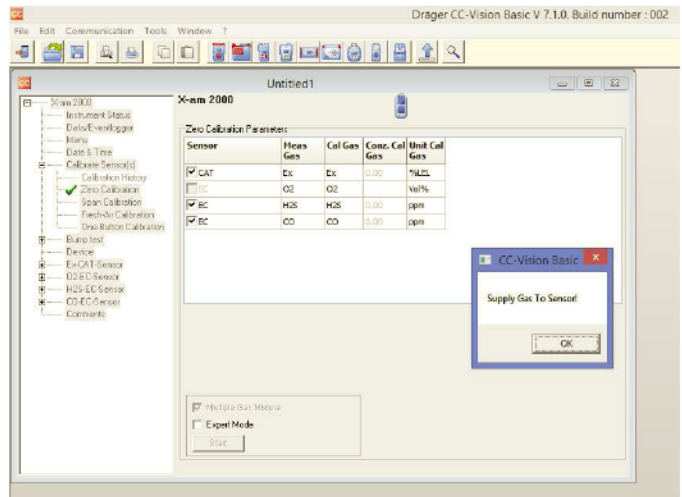 Dräger CC-Vision Basic V 7.1.0. Build number : 002
File Edit Communication Tools Window ?
Untitled1
X-am 2000
Instrument Status
Data/Eventlogger
Menu
Date & Time
Calibrate Sensor(s)
Calibration History
Zero Calibration
Span Calibration
Fresh-Air Calibration
One-Button Calibration
Bump test
Device
Ex-CAT-Sensor
O2-EC-Sensor
H2S-EC-Sensor
CO-EC-Sensor
Comments
X-am 2000
Zero Calibration Parameters
Sensor Meas Gas Cal Gas Conz. Cal Gas Unit Cal Gas
CAT Ex Ex 0.00 %LEL
EC O2 O2 Vol%
EC H2S H2S 0.00 ppm
EC CO CO 0.00 ppm
Multiple Gas Mixture
Expert Mode
Start
CC-Vision Basic
Supply Gas To Sensor!
OK